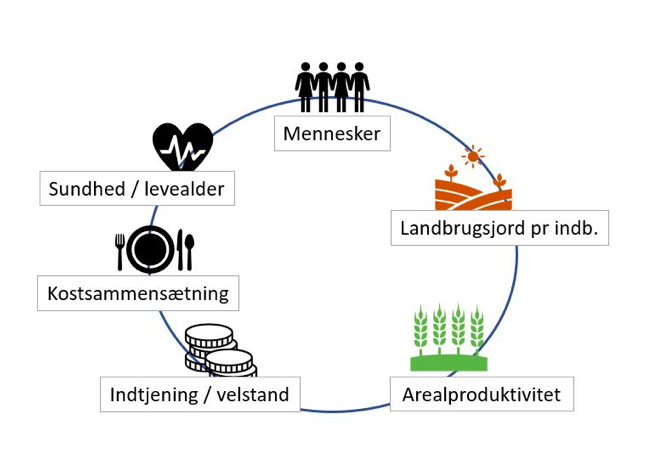 Mennesker
Sundhed / levealder
Landbrugsjord pr indb.
Kostsammensætning
Indtjening / velstand
Arealproduktivitet